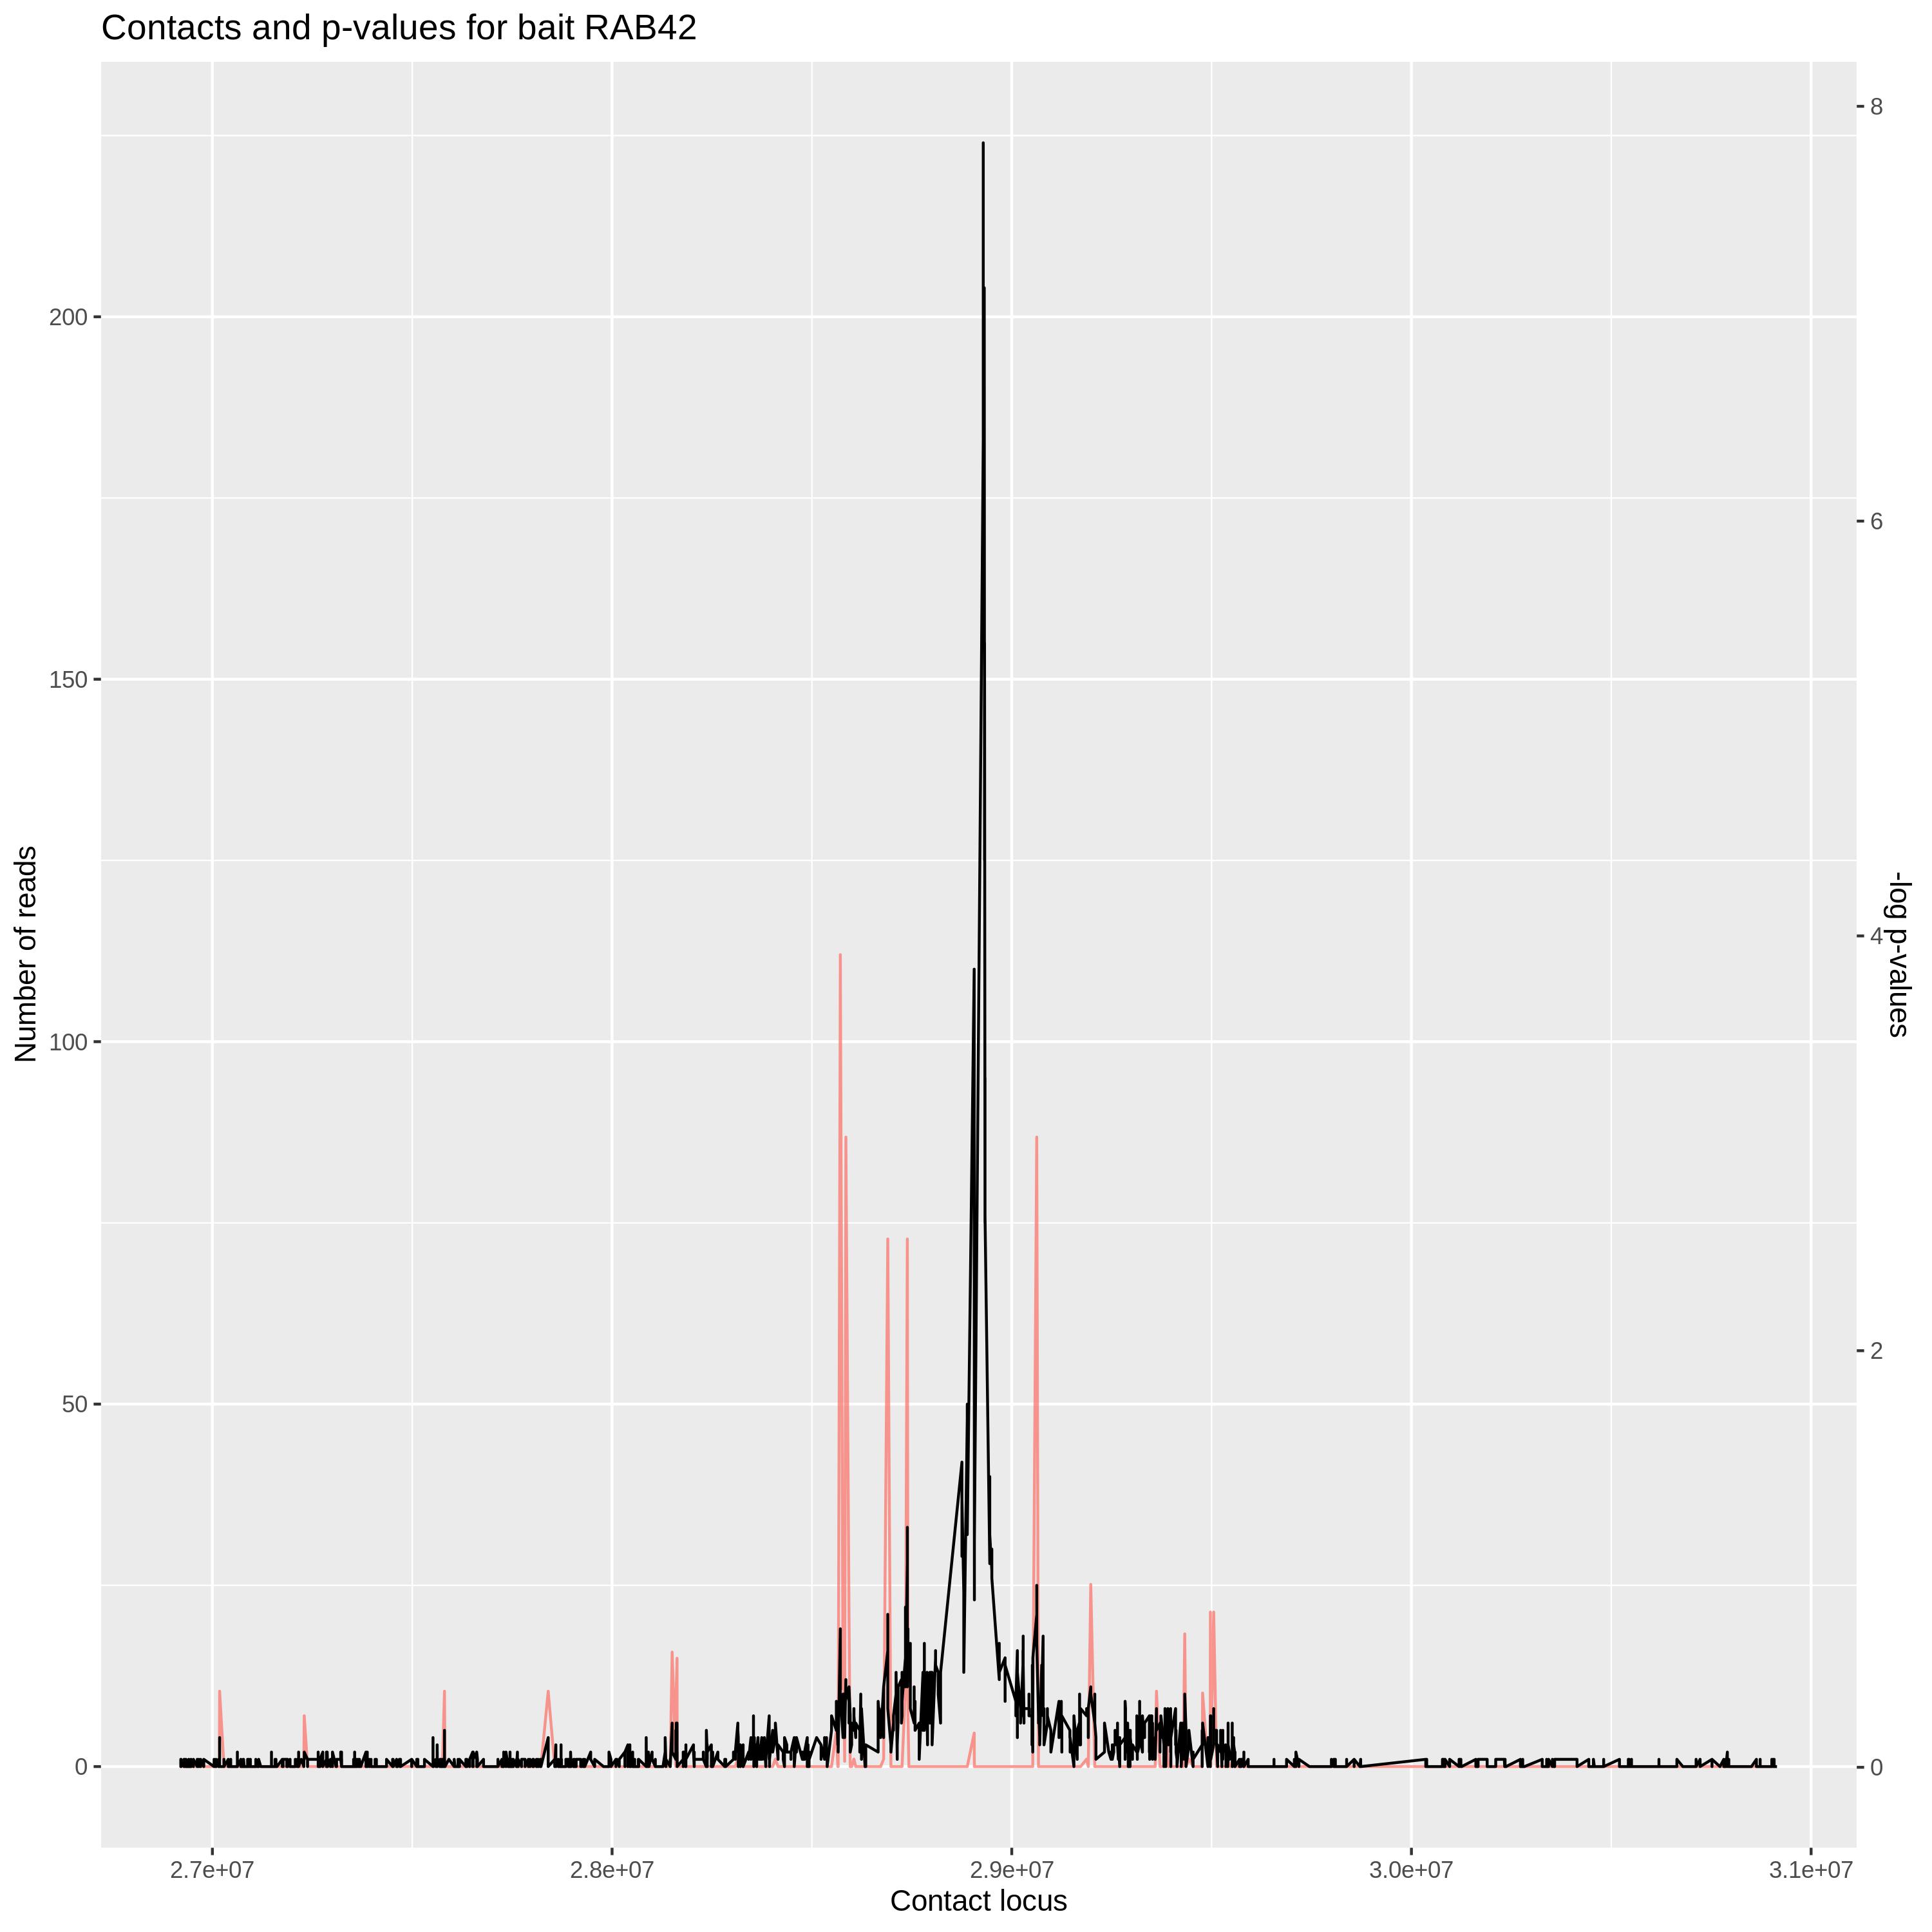 Contacts and p-values for bait RAB42
Number of reads
200
150
100
50
0
8
6
4
2
0
-log p-values
2.7e+07 2.8e+07 2.9e+07 3.0e+07 3.1e+07
Contact locus